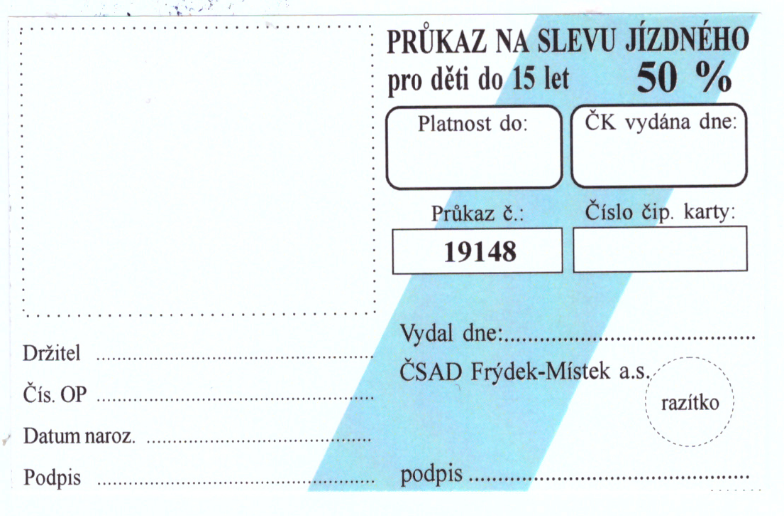 PRŮKAZ NA SLEVU JÍZDNÉHO
pro děti do 15 let 50 %
Platnost do: ČK vydána dne:
Průkaz č.: Číslo čip. karty:
19148
Vydal dne:
ČSAD Frýdek-Místek a.s.
razítko
podpis
Držitel
Čís. OP
Datum naroz.
Podpis